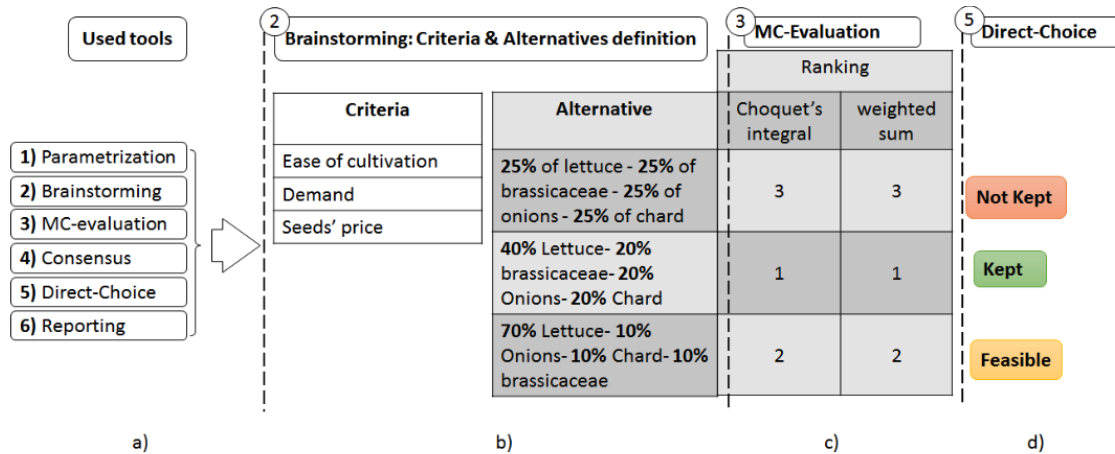 Used tools
1) Parametrization
2) Brainstorming
3) MC-evaluation
4) Consensus
5) Direct-Choice
6) Reporting
a)
2
Brainstorming: Criteria & Alternatives definition
Criteria
Ease of cultivation
Demand
Seeds' price
Alternative
25% of lettuce - 25% of
brassicaceae - 25% of
onions - 25% of chard
40% Lettuce- 20%
brassicaceae- 20%
Onions- 20% Chard
70% Lettuce- 10%
Onions- 10% Chard- 10%
brassicaceae
b)
3
MC-Evaluation
Ranking
Choquet's
integral
weighted
sum
3 3
1 1
2 2
c)
5
Direct-Choice
Not Kept
Kept
Feasible
d)